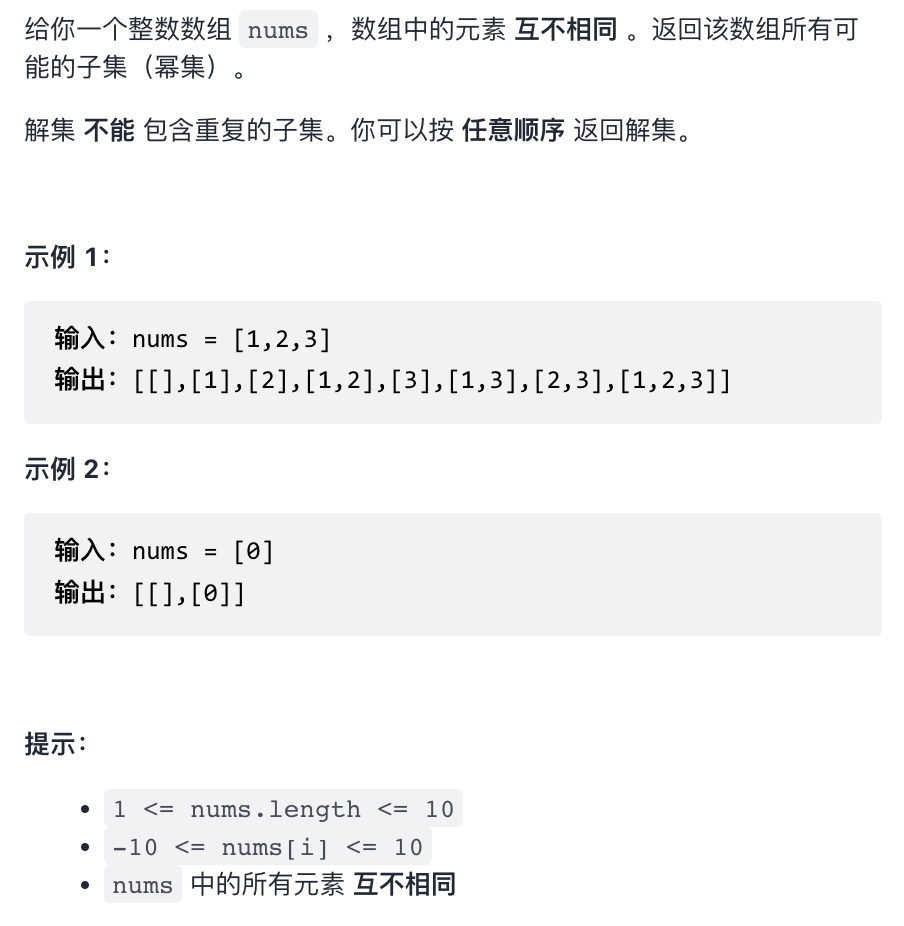 给你一个整数数组 nums ，数组中的元素 互不相同 。返回该数组所有可
能的子集（幂集）。
解集 不能 包含重复的子集。你可以按 任意顺序 返回解集。
示例 1：
输入：nums = [1,2,3]
输出：[[],[1],[2],[1,2],[3],[1,3],[2,3],[1,2,3]]
示例 2：
输入：nums = [0]
输出：[[],[0]]
提示：
• 1 <= nums.length <= 10
• -10 <= nums[i] <= 10
• nums 中的所有元素 互不相同